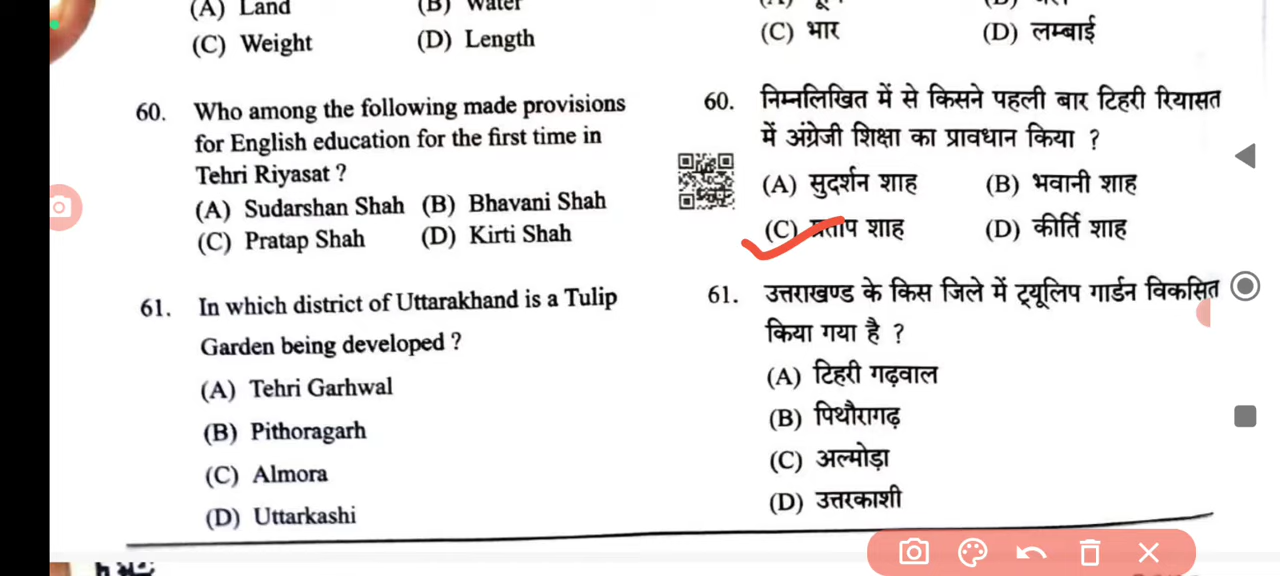 (A) Land (B) Water
(C) Weight (D) Length
60. Who among the following made provisions
for English education for the first time in
Tehri Riyasat ?
(A) Sudarshan Shah (B) Bhavani Shah
(C) Pratap Shah (D) Kirti Shah
61. In which district of Uttarakhand is a Tulip
Garden being developed ?
(A) Tehri Garhwal
(B) Pithoragarh
(C) Almora
(D) Uttarkashi
(C) भार (D) लम्बाई
60. निम्नलिखित में से किसने पहली बार टिहरी रियासत
में अंग्रेजी शिक्षा का प्रावधान किया ?
(A) सुदर्शन शाह (B) भवानी शाह
(C) प्रताप शाह (D) कीर्ति शाह
61. उत्तराखण्ड के किस जिले में ट्यूलिप गार्डन विकसित
किया गया है ?
(A) टिहरी गढ़वाल
(B) पिथौरागढ़
(C) अल्मोड़ा
(D) उत्तरकाशी